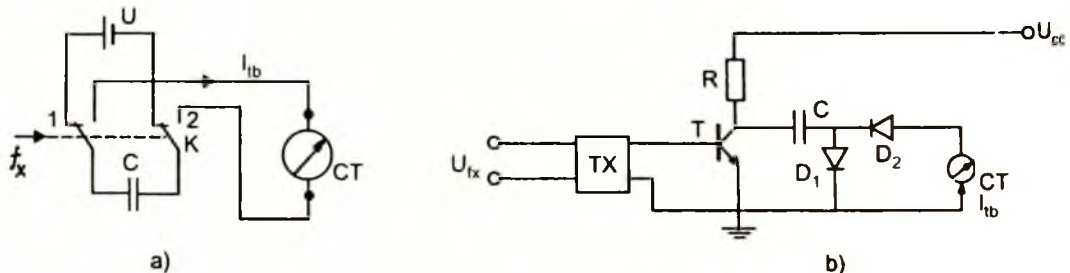 U
I_tb
1
2
K
f_x
C
CT
a)
U_cc
R
C
T
D_2
U_fx
TX
D_1
CT
I_tb
b)